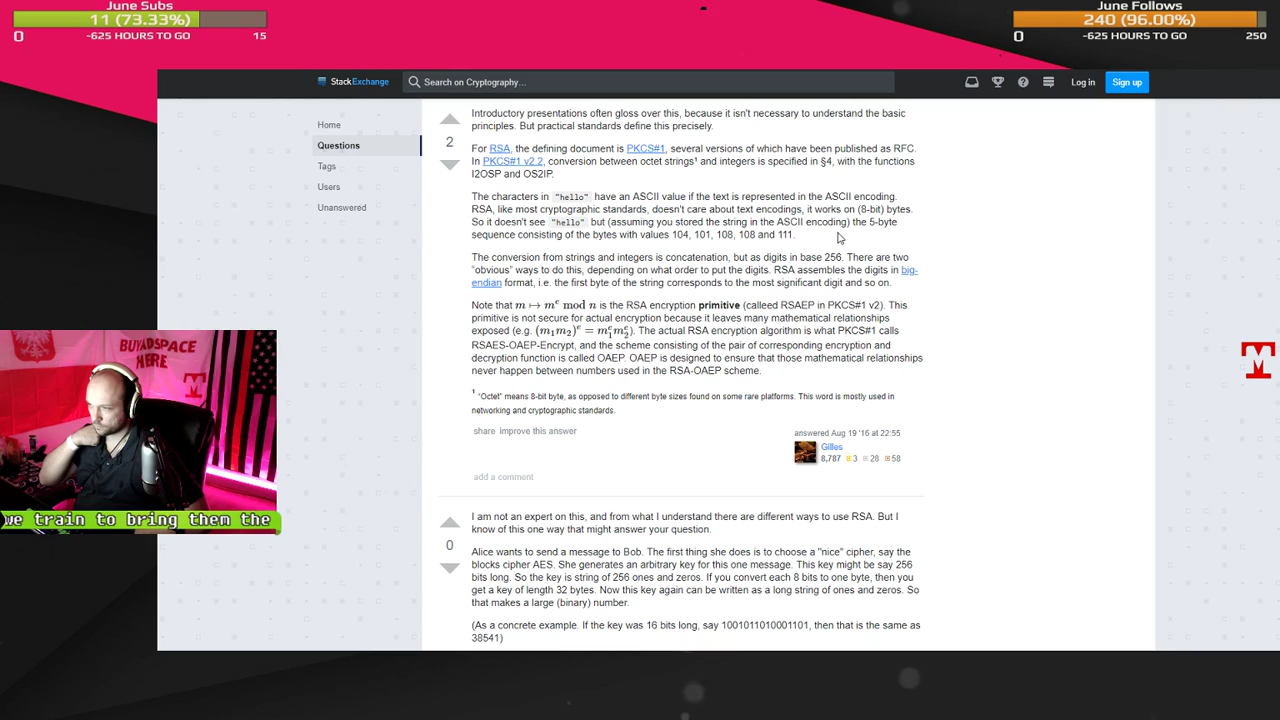 June Subs
11 (73.33%)
0 -625 HOURS TO GO 15
June Follows
240 (96.00%)
0 -625 HOURS TO GO 250
StackExchange
Search on Cryptography...
Log in
Sign up
Home
Questions
Tags
Users
Unanswered
Introductory presentations often gloss over this, because it isn't necessary to understand the basic
principles. But practical standards define this precisely.
2
For RSA, the defining document is PKCS#1, several versions of which have been published as RFC.
In PKCS#1 v2.2, conversion between octet strings¹ and integers is specified in §4, with the functions
I2OSP and OS2IP.
The characters in "hello" have an ASCII value if the text is represented in the ASCII encoding.
RSA, like most cryptographic standards, doesn't care about text encodings, it works on (8-bit) bytes.
So it doesn't see "hello" but (assuming you stored the string in the ASCII encoding) the 5-byte
sequence consisting of the bytes with values 104, 101, 108, 108 and 111.
The conversion from strings and integers is concatenation, but as digits in base 256. There are two
"obvious" ways to do this, depending on what order to put the digits. RSA assembles the digits in big-
endian format, i.e. the first byte of the string corresponds to the most significant digit and so on.
Note that m ↦ mᵉ mod n is the RSA encryption primitive (calleed RSAEP in PKCS#1 v2). This
primitive is not secure for actual encryption because it leaves many mathematical relationships
exposed (e.g. (m₁m₂)ᵉ = m₁ᵉm₂ᵉ). The actual RSA encryption algorithm is what PKCS#1 calls
RSAES-OAEP-Encrypt, and the scheme consisting of the pair of corresponding encryption and
decryption function is called OAEP. OAEP is designed to ensure that those mathematical relationships
never happen between numbers used in the RSA-OAEP scheme.
¹ "Octet" means 8-bit byte, as opposed to different byte sizes found on some rare platforms. This word is mostly used in
networking and cryptographic standards.
share improve this answer
answered Aug 19 '16 at 22:55
Gilles
8,787 3 28 58
add a comment
I am not an expert on this, and from what I understand there are different ways to use RSA. But I
know of this one way that might answer your question.
0
Alice wants to send a message to Bob. The first thing she does is to choose a "nice" cipher, say the
blocks cipher AES. She generates an arbitrary key for this one message. This key might be say 256
bits long. So the key is string of 256 ones and zeros. If you convert each 8 bits to one byte, then you
get a key of length 32 bytes. Now this key again can be written as a long string of ones and zeros. So
that makes a large (binary) number.
(As a concrete example. If the key was 16 bits long, say 1001011010001101, then that is the same as
38541)
HERE
we train to bring them the